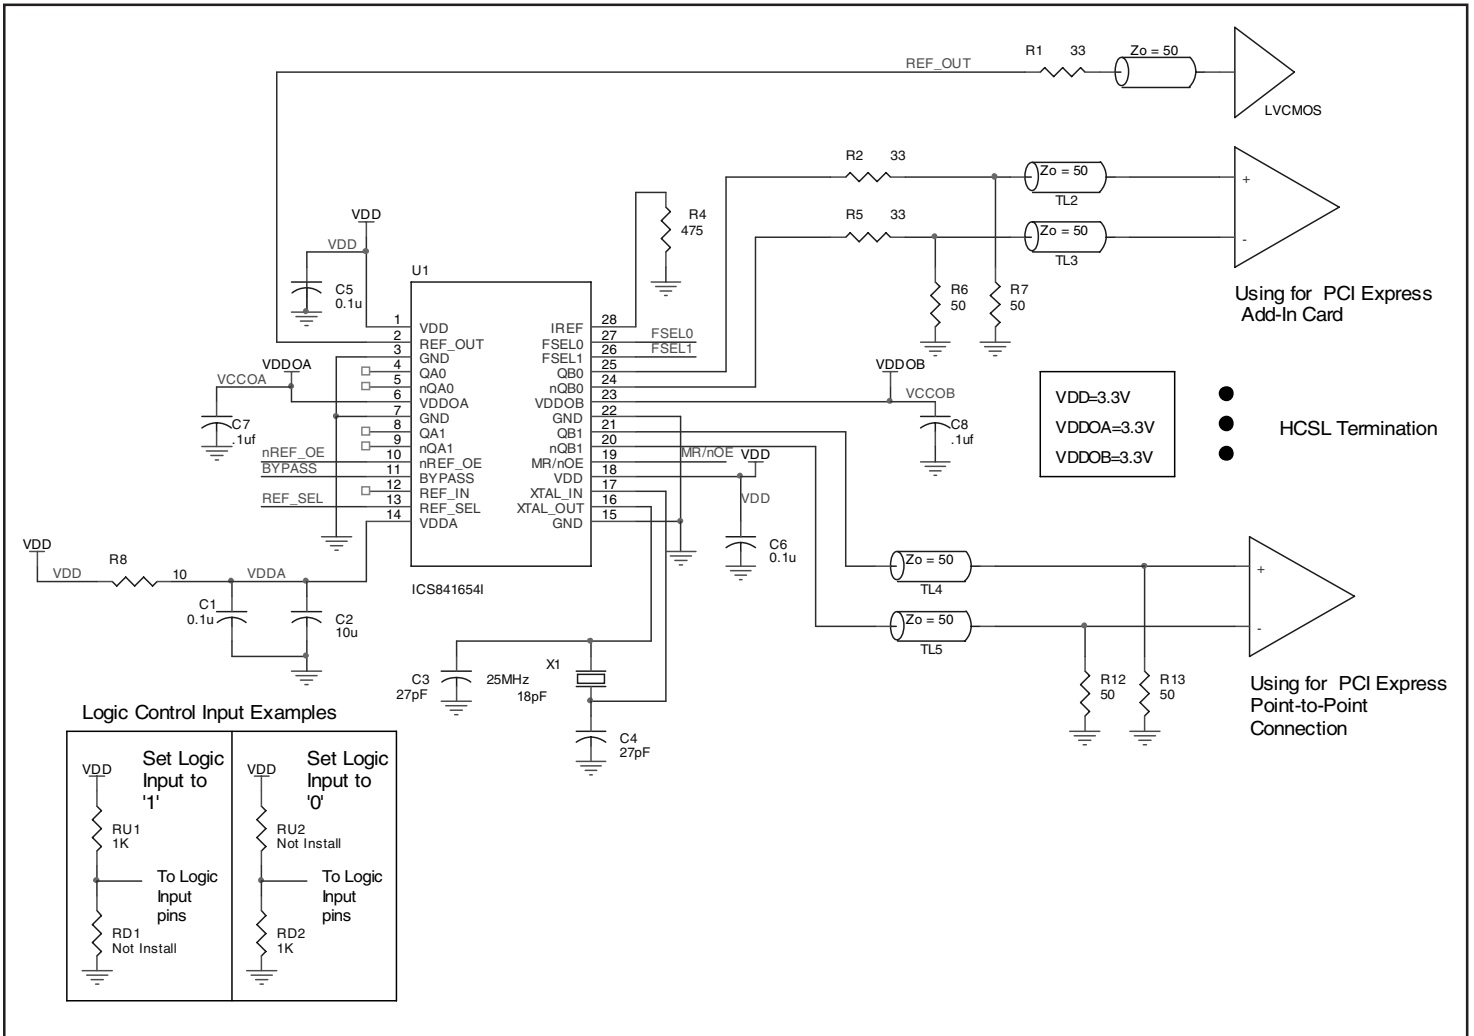 R1 33 Zo = 50
REF_OUT
LVCMOS
R2 33
Zo = 50
TL2
+
R4
475
R5 33
Zo = 50
TL3
-
VDD
VDD
C5
0.1u
R6
50
R7
50
Using for PCI Express
Add-In Card
U1
1 VDD
2 REF_OUT
3 GND
4 QA0
5 nQA0
6 VDDOA
7 GND
8 QA1
9 nQA1
10 nREF_OE
11 BYPASS
12 REF_IN
13 REF_SEL
14 VDDA
IREF 28
FSEL0 27
FSEL1 26
QB0 25
nQB0 24
VDDOB 23
GND 22
QB1 21
nQB1 20
MR/nOE 19
VDD 18
XTAL_IN 17
XTAL_OUT 16
GND 15
ICS841654I
FSEL0
FSEL1
VDDOA
VCCOA
C7
.1uf
nREF_OE
BYPASS
REF_SEL
VDDOB
VCCOB
C8
.1uf
MR/nOE
VDD
VDD
C6
0.1u
VDD=3.3V
VDDOA=3.3V
VDDOB=3.3V
HCSL Termination
VDD
VDD
R8
10
VDDA
C1
0.1u
C2
10u
Zo = 50
TL4
+
Zo = 50
TL5
-
R12
50
R13
50
Using for PCI Express
Point-to-Point
Connection
C3
27pF
25MHz
X1
18pF
C4
27pF
Logic Control Input Examples
VDD
Set Logic
Input to
'1'
RU1
1K
To Logic
Input
pins
RD1
Not Install
VDD
Set Logic
Input to
'0'
RU2
Not Install
To Logic
Input
pins
RD2
1K